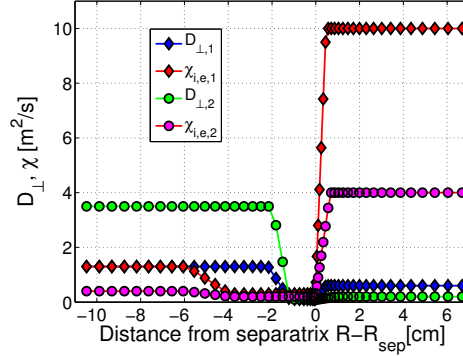 D⊥, χ [m²/s]
10
8
6
4
2
0
D⊥,1
χi,e,1
D⊥,2
χi,e,2
-10 -8 -6 -4 -2 0 2 4 6
Distance from separatrix R−Rsep[cm]